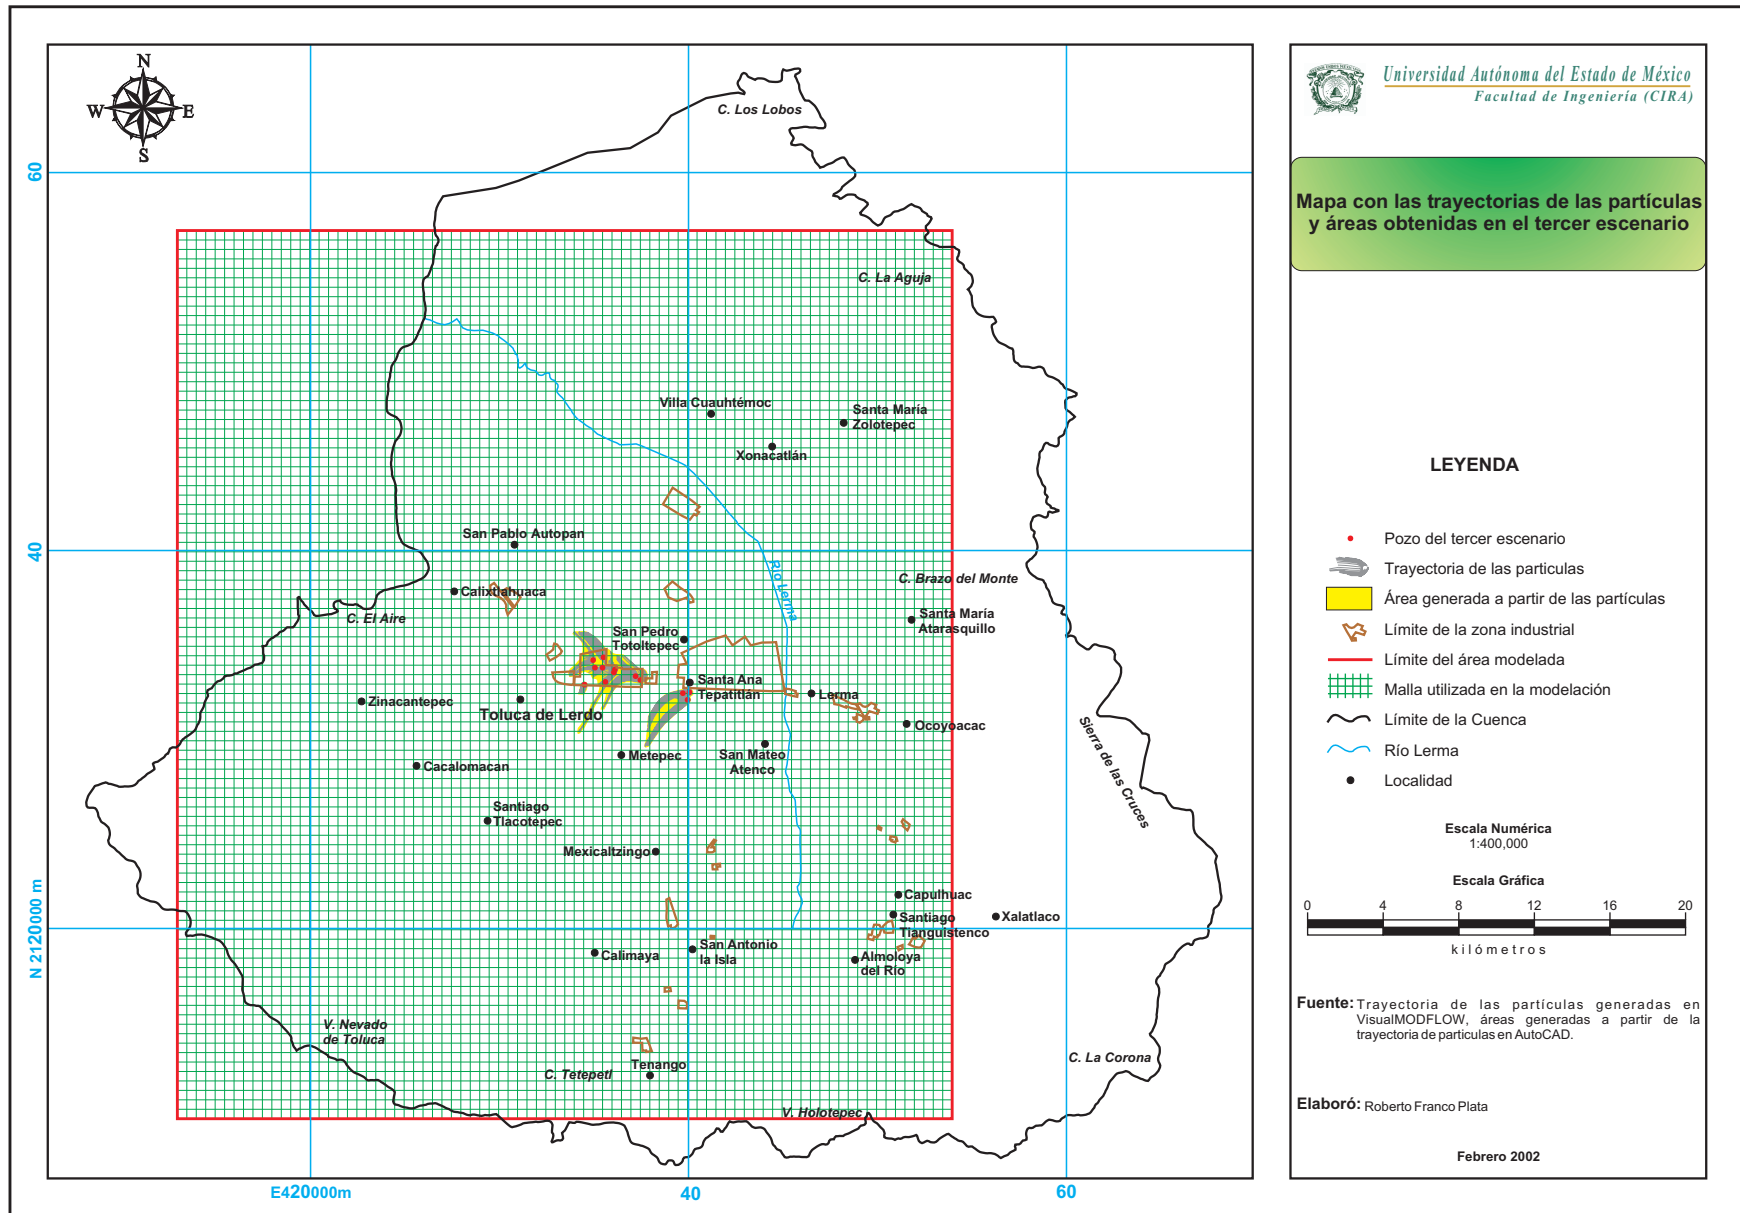 N
W
E
S
60
40
N 2120000 m
E420000m
40
60
C. Los Lobos
C. La Aguja
Villa Cuauhtémoc
Santa María
Zolotepec
Xonacatlán
San Pablo Autopan
Río Lerma
C. Brazo del Monte
Calixtlahuaca
C. El Aire
Santa María
Atarasquillo
San Pedro
Totoltepec
Santa Ana
Tepatitlán
Lerma
Zinacantepec
Toluca de Lerdo
Ocoyoacac
Sierra de las Cruces
Metepec
San Mateo
Atenco
Cacalomacan
Santiago
Tlacotepec
Mexicaltzingo
Capulhuac
Santiago
Tianguistenco
Xalatlaco
San Antonio
la Isla
Calimaya
Almoloya
del Río
V. Nevado
de Toluca
Tenango
C. Tetepetl
C. La Corona
V. Holotepec
Universidad Autónoma del Estado de México
Facultad de Ingeniería (CIRA)
Mapa con las trayectorias de las partículas
y áreas obtenidas en el tercer escenario
LEYENDA
Pozo del tercer escenario
Trayectoria de las particulas
Área generada a partir de las partículas
Límite de la zona industrial
Límite del área modelada
Malla utilizada en la modelación
Límite de la Cuenca
Río Lerma
Localidad
Escala Numérica
1:400,000
Escala Gráfica
0 4 8 12 16 20
kilómetros
Fuente: Trayectoria de las partículas generadas en
VisualMODFLOW, áreas generadas a partir de la
trayectoria de particulas en AutoCAD.
Elaboró: Roberto Franco Plata
Febrero 2002